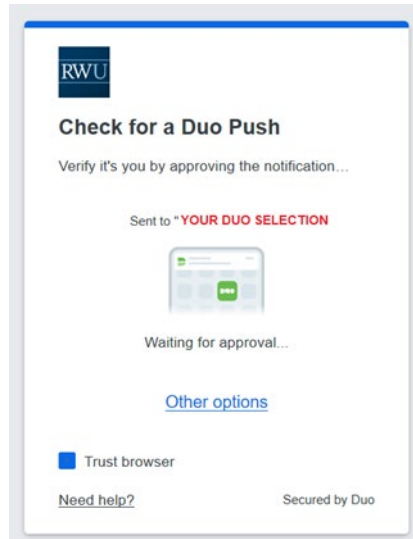 RWU
Check for a Duo Push
Verify it's you by approving the notification...
Sent to "YOUR DUO SELECTION
Waiting for approval...
Other options
Trust browser
Need help?
Secured by Duo